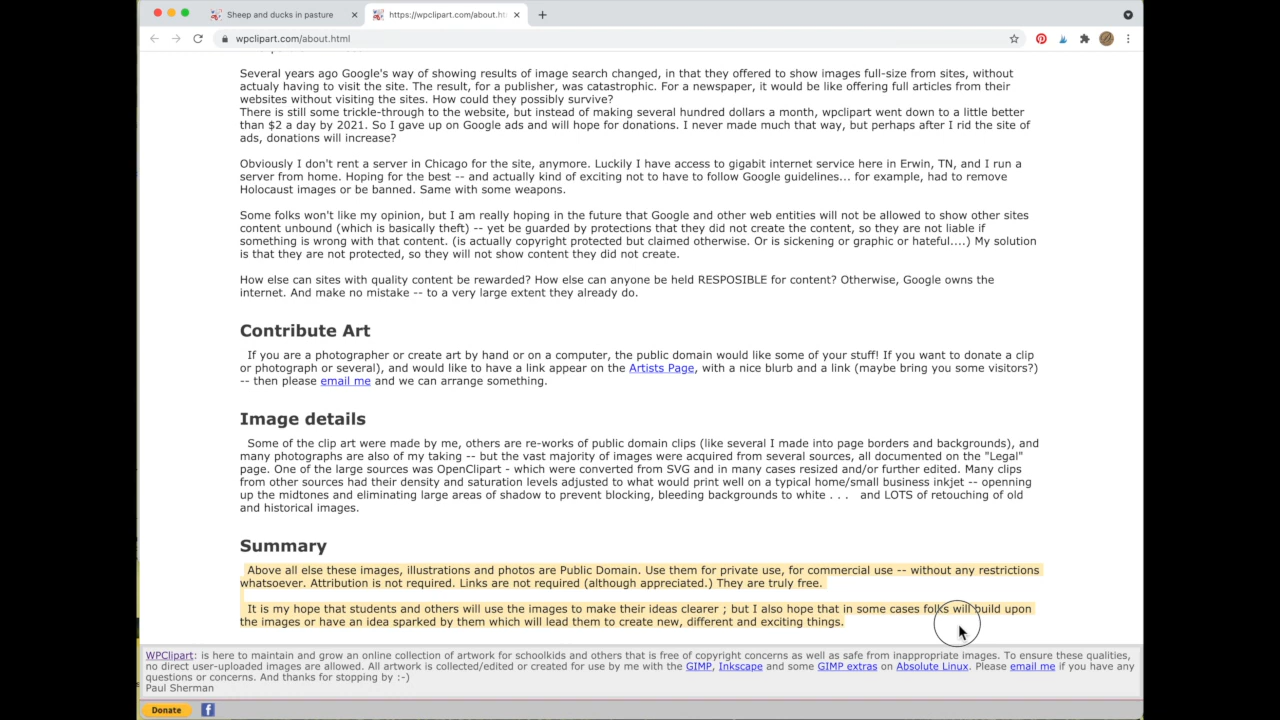 Sheep and ducks in pasture
https://wpclipart.com/about.ht
wpclipart.com/about.html
Several years ago Google's way of showing results of image search changed, in that they offered to show images full-size from sites, without
actualy having to visit the site. The result, for a publisher, was catastrophic. For a newspaper, it would be like offering full articles from their
websites without visiting the sites. How could they possibly survive?
There is still some trickle-through to the website, but instead of making several hundred dollars a month, wpclipart went down to a little better
than $2 a day by 2021. So I gave up on Google ads and will hope for donations. I never made much that way, but perhaps after I rid the site of
ads, donations will increase?
Obviously I don't rent a server in Chicago for the site, anymore. Luckily I have access to gigabit internet service here in Erwin, TN, and I run a
server from home. Hoping for the best -- and actually kind of exciting not to have to follow Google guidelines... for example, had to remove
Holocaust images or be banned. Same with some weapons.
Some folks won't like my opinion, but I am really hoping in the future that Google and other web entities will not be allowed to show other sites
content unbound (which is basically theft) -- yet be guarded by protections that they did not create the content, so they are not liable if
something is wrong with that content. (is actually copyright protected but claimed otherwise. Or is sickening or graphic or hateful....) My solution
is that they are not protected, so they will not show content they did not create.
How else can sites with quality content be rewarded? How else can anyone be held RESPOSIBLE for content? Otherwise, Google owns the
internet. And make no mistake -- to a very large extent they already do.
Contribute Art
If you are a photographer or create art by hand or on a computer, the public domain would like some of your stuff! If you want to donate a clip
or photograph or several), and would like to have a link appear on the Artists Page, with a nice blurb and a link (maybe bring you some visitors?)
-- then please email me and we can arrange something.
Image details
Some of the clip art were made by me, others are re-works of public domain clips (like several I made into page borders and backgrounds), and
many photographs are also of my taking -- but the vast majority of images were acquired from several sources, all documented on the "Legal"
page. One of the large sources was OpenClipart - which were converted from SVG and in many cases resized and/or further edited. Many clips
from other sources had their density and saturation levels adjusted to what would print well on a typical home/small business inkjet -- openning
up the midtones and eliminating large areas of shadow to prevent blocking, bleeding backgrounds to white . . . and LOTS of retouching of old
and historical images.
Summary
Above all else these images, illustrations and photos are Public Domain. Use them for private use, for commercial use -- without any restrictions
whatsoever. Attribution is not required. Links are not required (although appreciated.) They are truly free.
It is my hope that students and others will use the images to make their ideas clearer ; but I also hope that in some cases folks will build upon
the images or have an idea sparked by them which will lead them to create new, different and exciting things.
WPClipart: is here to maintain and grow an online collection of artwork for schoolkids and others that is free of copyright concerns as well as safe from inappropriate images. To ensure these qualities,
no direct user-uploaded images are allowed. All artwork is collected/edited or created for use by me with the GIMP, Inkscape and some GIMP extras on Absolute Linux. Please email me if you have any
questions or concerns. And thanks for stopping by :-)
Paul Sherman
Donate